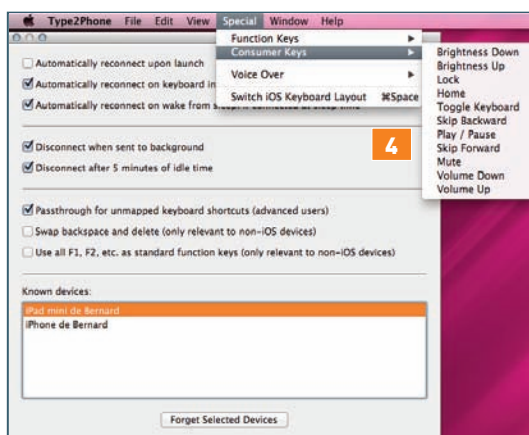 Type2Phone File Edit View Special Window Help
Function Keys
Consumer Keys
Voice Over
Switch iOS Keyboard Layout ⌘Space
Brightness Down
Brightness Up
Lock
Home
Toggle Keyboard
Skip Backward
Play / Pause
Skip Forward
Mute
Volume Down
Volume Up
4
Automatically reconnect upon launch
Automatically reconnect on keyboard in
Automatically reconnect on wake from
Disconnect when sent to background
Disconnect after 5 minutes of idle time
Passthrough for unmapped keyboard shortcuts (advanced users)
Swap backspace and delete (only relevant to non-iOS devices)
Use all F1, F2, etc. as standard function keys (only relevant to non-iOS devices)
Known devices:
iPad mini de Bernard
iPhone de Bernard
Forget Selected Devices